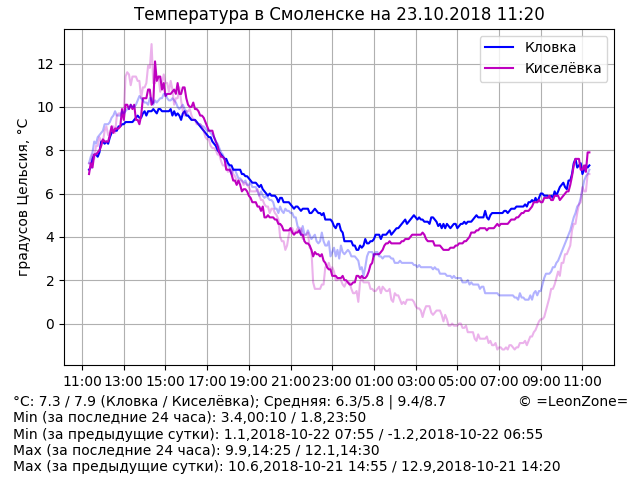 Температура в Смоленске на 23.10.2018 11:20
Кловка
Киселёвка
градусов Цельсия, °C
12
10
8
6
4
2
0
11:00 13:00 15:00 17:00 19:00 21:00 23:00 01:00 03:00 05:00 07:00 09:00 11:00
°C: 7.3 / 7.9 (Кловка / Киселёвка); Средняя: 6.3/5.8 | 9.4/8.7 © =LeonZone=
Min (за последние 24 часа): 3.4,00:10 / 1.8,23:50
Min (за предыдущие сутки): 1.1,2018-10-22 07:55 / -1.2,2018-10-22 06:55
Max (за последние 24 часа): 9.9,14:25 / 12.1,14:30
Max (за предыдущие сутки): 10.6,2018-10-21 14:55 / 12.9,2018-10-21 14:20